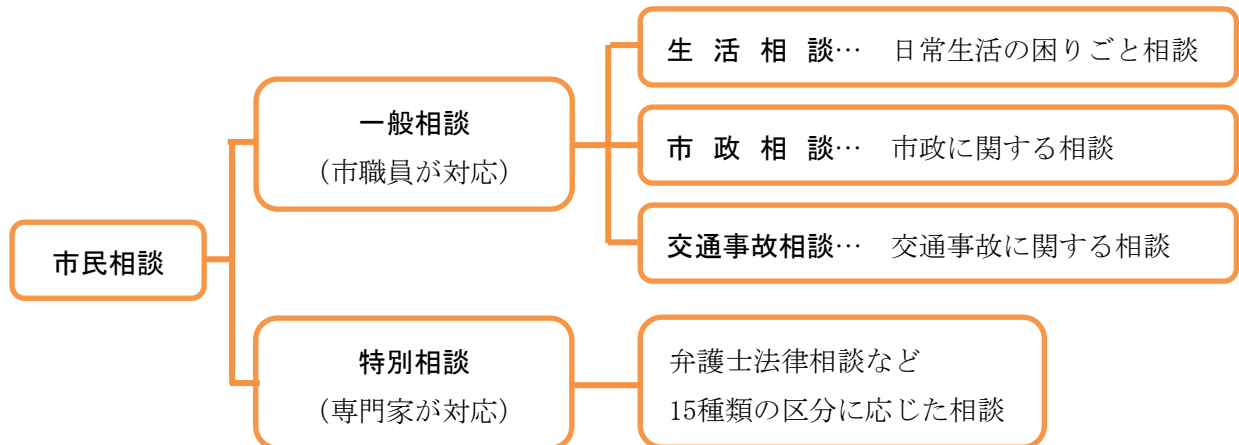 市民相談
一般相談
（市職員が対応）
生 活 相 談… 日常生活の困りごと相談
市 政 相 談… 市政に関する相談
交通事故相談… 交通事故に関する相談
特別相談
（専門家が対応）
弁護士法律相談など
15種類の区分に応じた相談